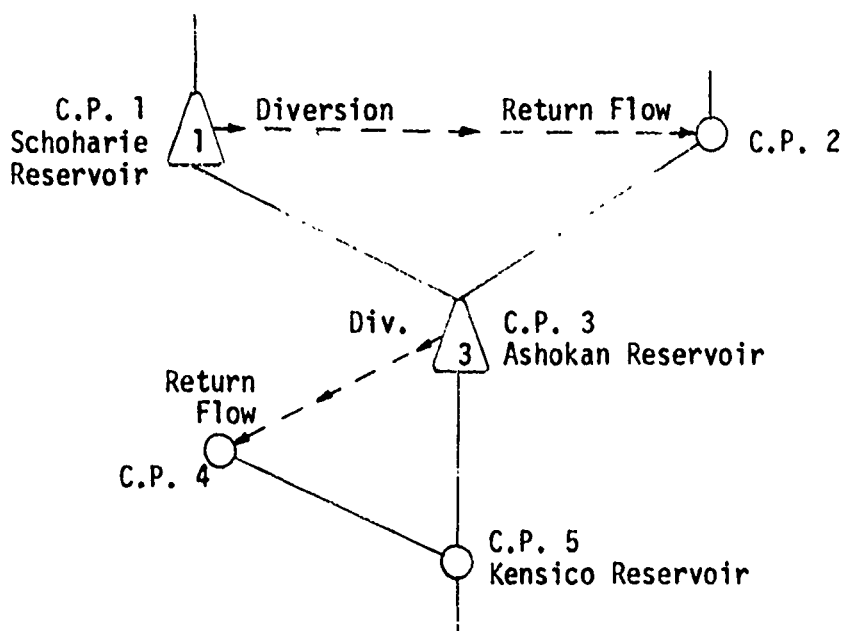 C.P. 1
Schoharie
Reservoir
1
Diversion
Return Flow
C.P. 2
Div.
C.P. 3
Ashokan Reservoir
3
Return
Flow
C.P. 4
C.P. 5
Kensico Reservoir